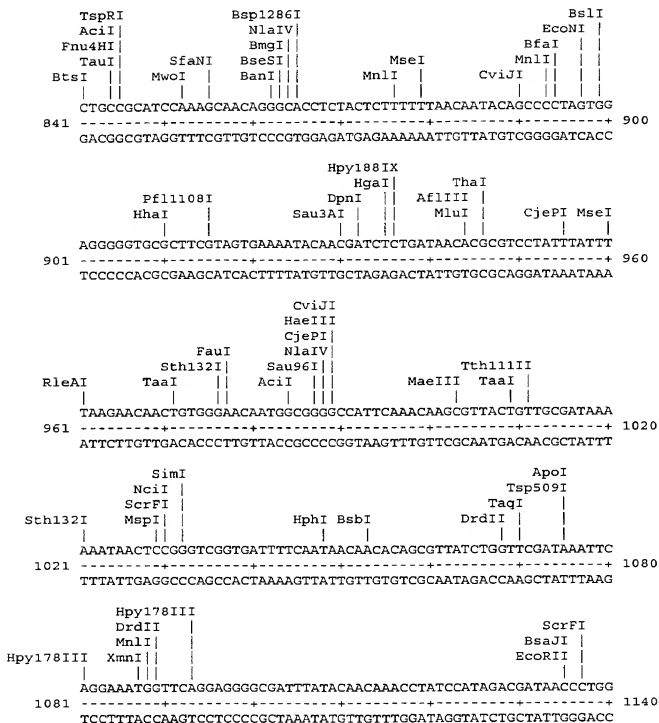 TspRI Bsp1286I BslI
AciI NlaIV EcoNI
Fnu4HI BmgI BfaI
TauI SfaNI BseSI MseI MnlI
BtsI MwoI BanI MnlI CviJI
CTGCCGCATCCAAAGCAACAGGGCACCTCTACTCTTTTTTAACAATACAGCCCCTAGTGG
841 ---------+---------+---------+---------+---------+---------- 900
GACGGCGTAGGTTTCGTTGTCCCGTGGAGATGAGAAAAAATTGTTATGTCGGGGATCACC
Hpy188IX
HgaI ThaI
Pfl1108I DpnI AflIII
HhaI Sau3AI MluI CjePI MseI
AGGGGGTGCGCTTCGTAGTGAAAATACAACGATCTCTGATAACACGCGTCCTATTTATTT
901 ---------+---------+---------+---------+---------+---------- 960
TCCCCCACGCGAAGCATCACTTTTATGTTGCTAGAGACTATTGTGCGCAGGATAAATAAA
CviJI
HaeIII
CjePI
FauI NlaIV
Sth132I Sau96I Tth111II
RleAI TaaI AciI MaeIII TaaI
TAAGAACAACTGTGGGAACAATGGCGGGGCCATTCAAACAAGCGTTACTGTTGCGATAAA
961 ---------+---------+---------+---------+---------+---------- 1020
ATTCTTGTTGACACCCTTGTTACCGCCCCGGTAAGTTTGTTCGCAATGACAACGCTATTT
SimI ApoI
NciI Tsp509I
ScrFI TaqI
Sth132I MspI HphI BsbI DrdII
AAATAACTCCGGGTCGGTGATTTTCAATAACAACACAGCGTTATCTGGTTCGATAAATTC
1021 ---------+---------+---------+---------+---------+---------- 1080
TTTATTGAGGCCCAGCCACTAAAAGTTATTGTTGTGTCGCAATAGACCAAGCTATTTAAG
Hpy178III
DrdII ScrFI
MnlI BsaJI
Hpy178III XmnI EcoRII
AGGAAATGGTTCAGGAGGGGCGATTTATACAACAAACCTATCCATAGACGATAACCCTGG
1081 ---------+---------+---------+---------+---------+---------- 1140
TCCTTTACCAAGTCCTCCCCGCTAAATATGTTGTTTGGATAGGTATCTGCTATTGGGACC